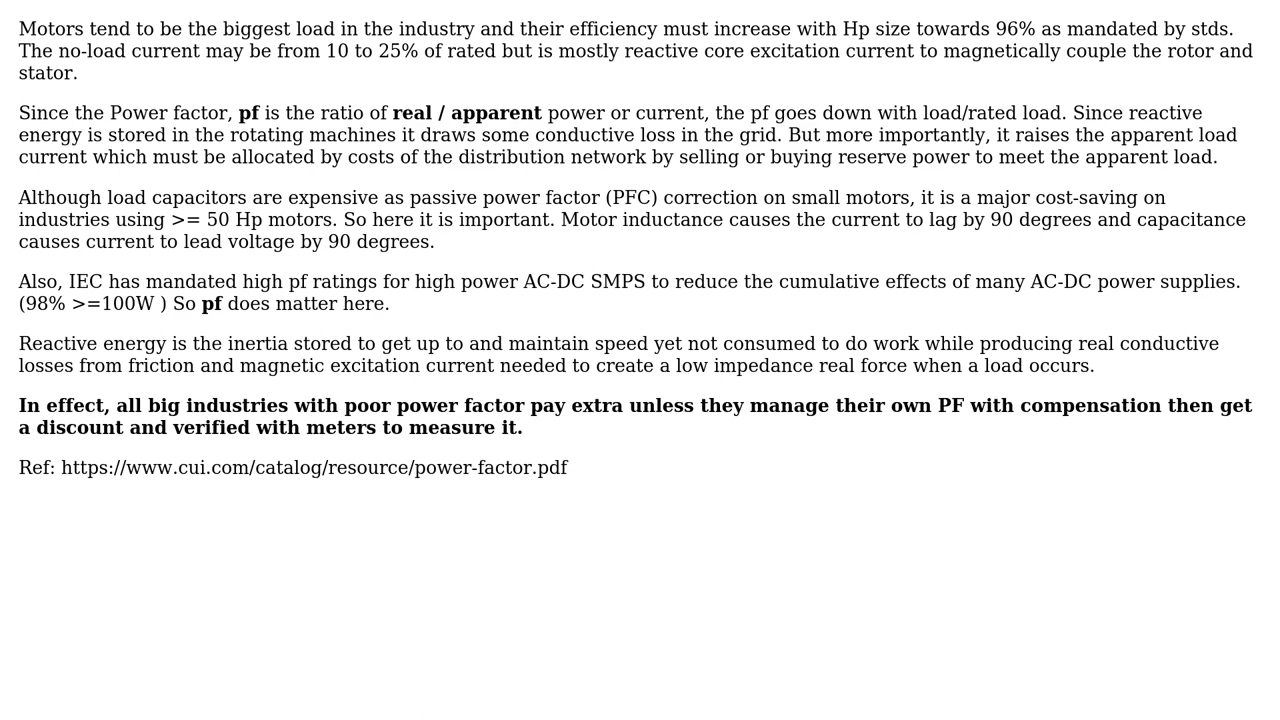 Motors tend to be the biggest load in the industry and their efficiency must increase with Hp size towards 96% as mandated by stds.
The no-load current may be from 10 to 25% of rated but is mostly reactive core excitation current to magnetically couple the rotor and
stator.
Since the Power factor, pf is the ratio of real / apparent power or current, the pf goes down with load/rated load. Since reactive
energy is stored in the rotating machines it draws some conductive loss in the grid. But more importantly, it raises the apparent load
current which must be allocated by costs of the distribution network by selling or buying reserve power to meet the apparent load.
Although load capacitors are expensive as passive power factor (PFC) correction on small motors, it is a major cost-saving on
industries using >= 50 Hp motors. So here it is important. Motor inductance causes the current to lag by 90 degrees and capacitance
causes current to lead voltage by 90 degrees.
Also, IEC has mandated high pf ratings for high power AC-DC SMPS to reduce the cumulative effects of many AC-DC power supplies.
(98% >=100W ) So pf does matter here.
Reactive energy is the inertia stored to get up to and maintain speed yet not consumed to do work while producing real conductive
losses from friction and magnetic excitation current needed to create a low impedance real force when a load occurs.
In effect, all big industries with poor power factor pay extra unless they manage their own PF with compensation then get
a discount and verified with meters to measure it.
Ref: https://www.cui.com/catalog/resource/power-factor.pdf